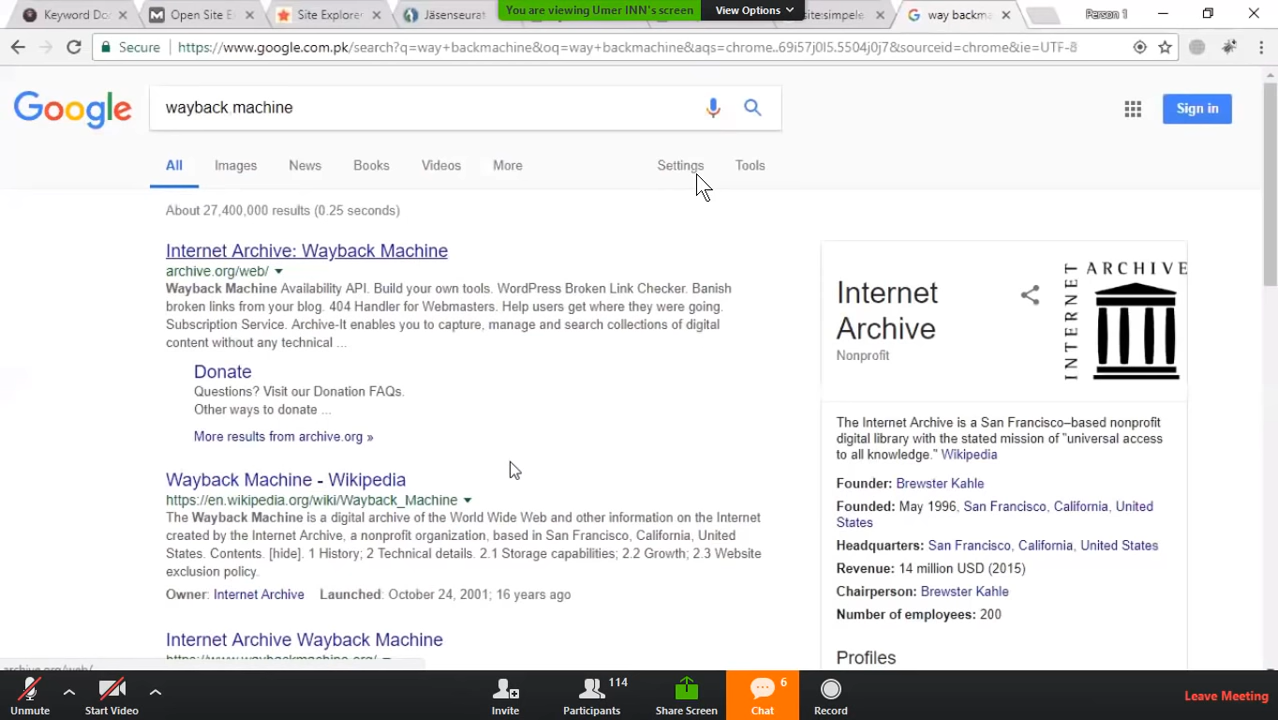 Keyword Do
Open Site E
Site Explore
Jäsenseurat
You are viewing Umer INN's screen
View Options
site:simpele
way backm
Person 1
Secure
https://www.google.com.pk/search?q=way+backmachine&oq=way+backmachine&aqs=chrome..69i57j0l5.5504j0j7&sourceid=chrome&ie=UTF-8
Google
wayback machine
Sign in
All
Images
News
Books
Videos
More
Settings
Tools
About 27,400,000 results (0.25 seconds)
Internet Archive: Wayback Machine
archive.org/web/
Wayback Machine Availability API. Build your own tools. WordPress Broken Link Checker. Banish
broken links from your blog. 404 Handler for Webmasters. Help users get where they were going.
Subscription Service. Archive-It enables you to capture, manage and search collections of digital
content without any technical ...
Donate
Questions? Visit our Donation FAQs.
Other ways to donate ...
More results from archive.org »
Wayback Machine - Wikipedia
https://en.wikipedia.org/wiki/Wayback_Machine
The Wayback Machine is a digital archive of the World Wide Web and other information on the Internet
created by the Internet Archive, a nonprofit organization, based in San Francisco, California, United
States. Contents. [hide]. 1 History; 2 Technical details. 2.1 Storage capabilities; 2.2 Growth; 2.3 Website
exclusion policy.
Owner: Internet Archive
Launched: October 24, 2001; 16 years ago
Internet Archive Wayback Machine
https://www.waybackmachine.org/
archive.org/web/
Internet
Archive
Nonprofit
INTERNET
ARCHIVE
The Internet Archive is a San Francisco–based nonprofit
digital library with the stated mission of "universal access
to all knowledge." Wikipedia
Founder: Brewster Kahle
Founded: May 1996, San Francisco, California, United
States
Headquarters: San Francisco, California, United States
Revenue: 14 million USD (2015)
Chairperson: Brewster Kahle
Number of employees: 200
Profiles
Unmute
Start Video
Invite
114
Participants
Share Screen
6
Chat
Record
Leave Meeting